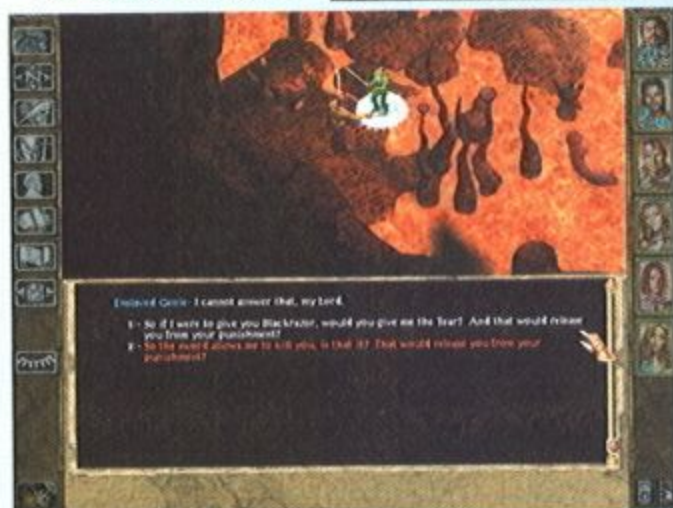 Enslaved Genie- I cannot answer that, my Lord.
1 - So if I were to give you Blackrazor, would you give me the Tear? And that would release
you from your punishment?
2 - So the sword allows me to kill you, is that it? That would release you from your
punishment?